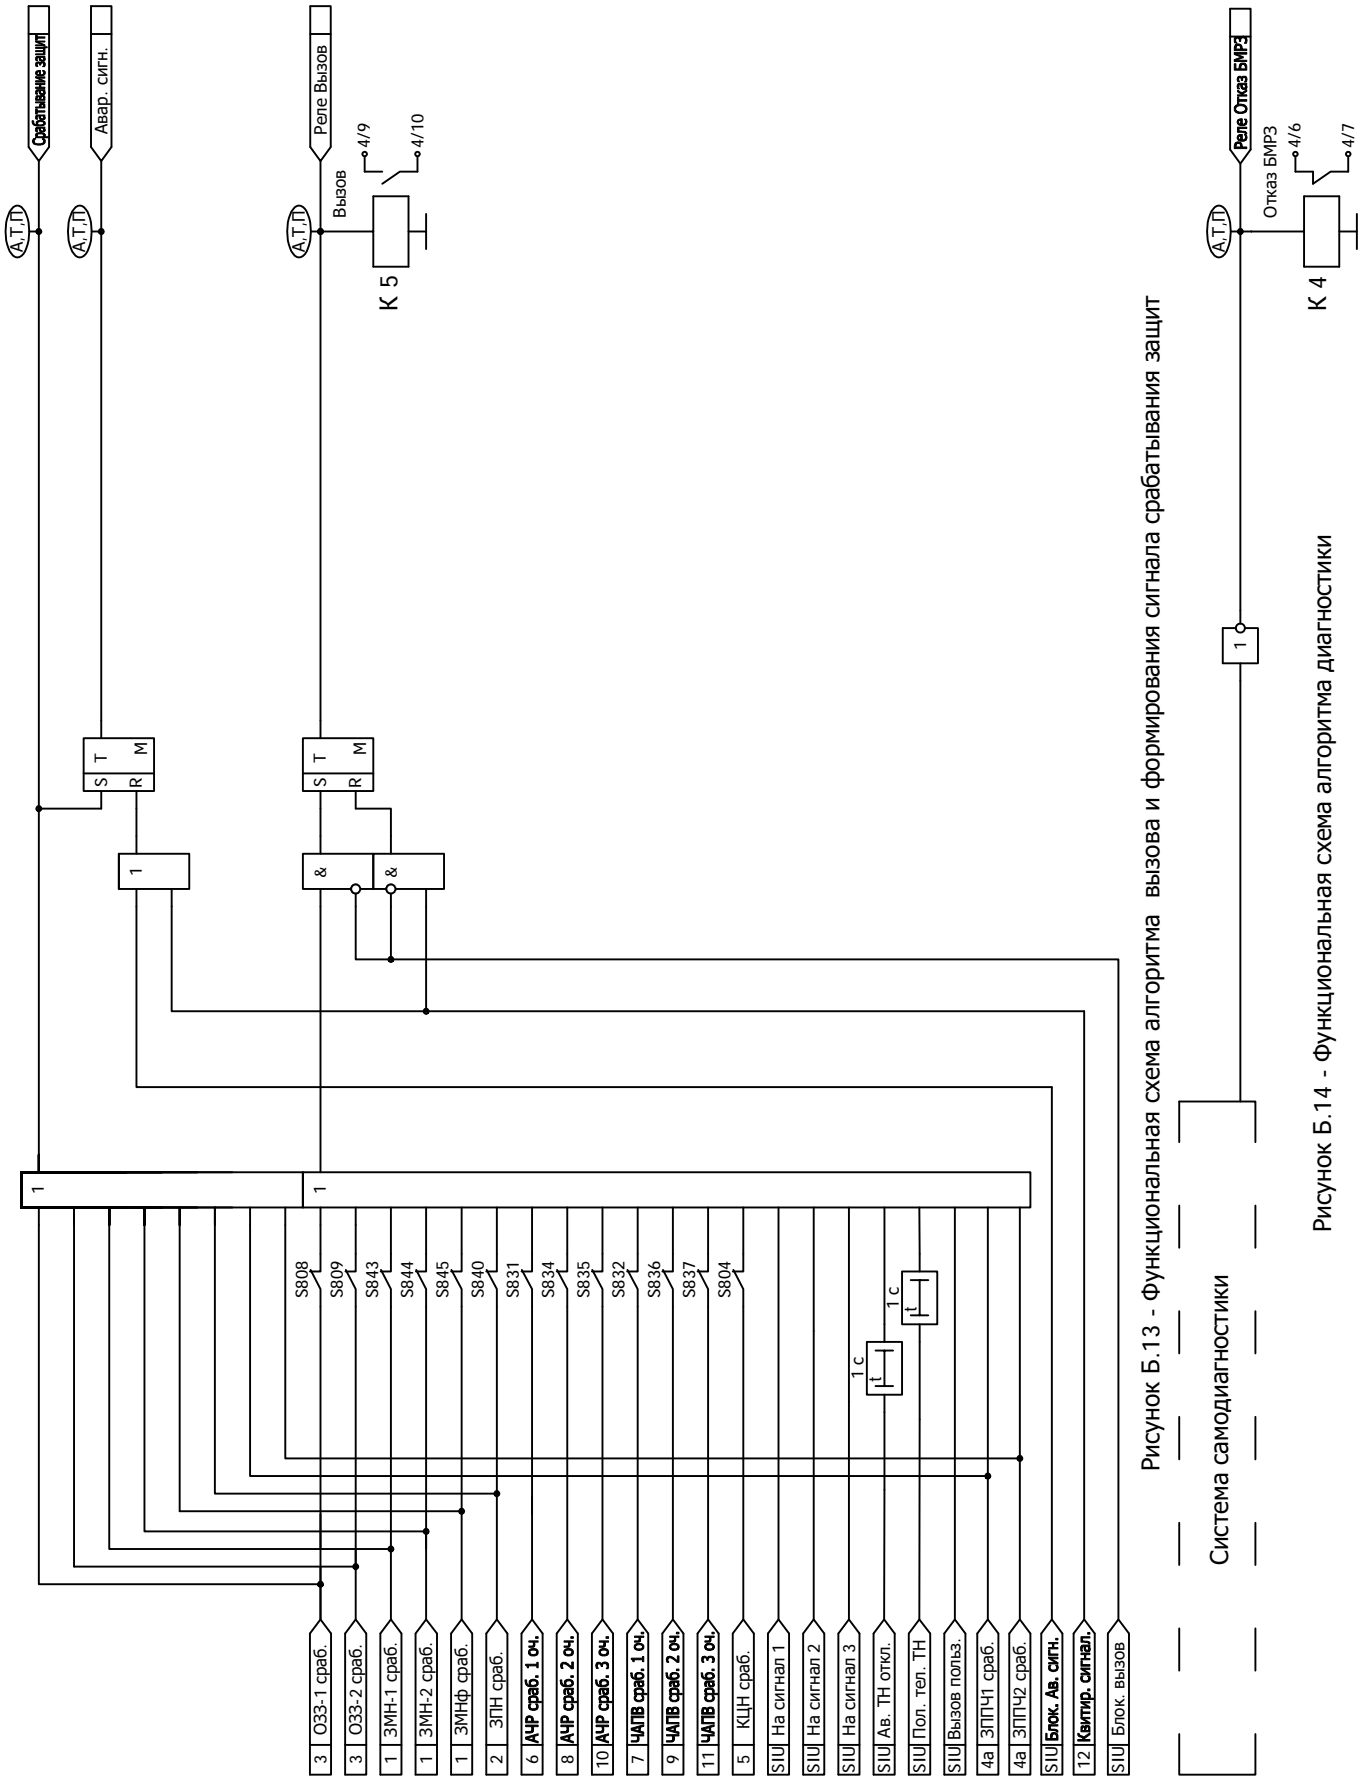 3 ОЗЗ-1 сраб.
3 ОЗЗ-2 сраб.
1 ЗМН-1 сраб.
1 ЗМН-2 сраб.
1 ЗМНф сраб.
2 ЗПН сраб.
6 АЧР сраб. 1 оч.
8 АЧР сраб. 2 оч.
10 АЧР сраб. 3 оч.
7 ЧАПВ сраб. 1 оч.
9 ЧАПВ сраб. 2 оч.
11 ЧАПВ сраб. 3 оч.
5 КЦН сраб.
SIU На сигнал 1
SIU На сигнал 2
SIU На сигнал 3
SIU Ав. ТН откл.
SIU Пол. тел. ТН
SIU Вызов польз.
4а ЗППЧ1 сраб.
4а ЗППЧ2 сраб.
SIU Блок. Ав. сигн.
12 Квитир. сигнал.
SIU Блок. вызов
S808
S809
S843
S844
S845
S840
S831
S834
S835
S832
S836
S837
S804
1 с
t
1 с
t
1
1
1
&
&
S T
R M
S T
R M
А,Т,П
А,Т,П
А,Т,П
Срабатывание защит
Авар. сигн.
Реле Вызов
Вызов
K 5
4/9
4/10
Рисунок Б.13 - Функциональная схема алгоритма вызова и формирования сигнала срабатывания защит
Система самодиагностики
1
А,Т,П
Реле Отказ БМРЗ
Отказ БМРЗ
K 4
4/6
4/7
Рисунок Б.14 - Функциональная схема алгоритма диагностики